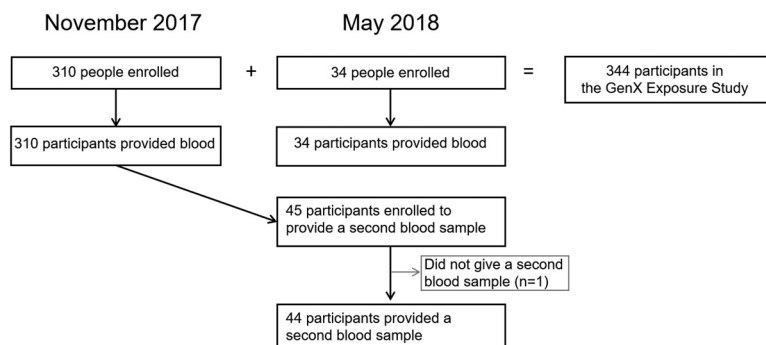 November 2017
May 2018
310 people enrolled
+
34 people enrolled
=
344 participants in
the GenX Exposure Study
310 participants provided blood
34 participants provided blood
45 participants enrolled to
provide a second blood sample
Did not give a second
blood sample (n=1)
44 participants provided a
second blood sample